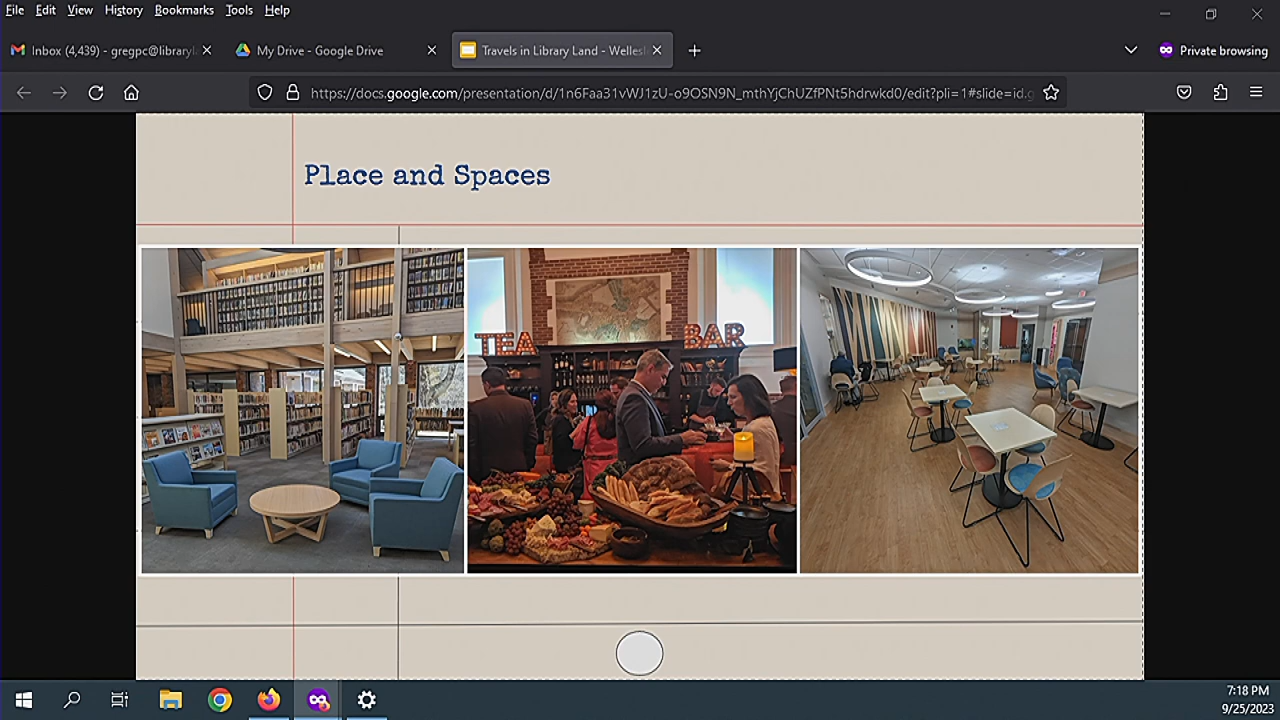 File Edit View History Bookmarks Tools Help
Inbox (4,439) - gregpc@library
My Drive - Google Drive
Travels in Library Land - Welles
Private browsing
https://docs.google.com/presentation/d/1n6Faa31vWJ1zU-o9OSN9N_mthYjChUZfPNt5hdrwkd0/edit?pli=1#slide=id.g
Place and Spaces
TEA BAR
7:18 PM
9/25/2023